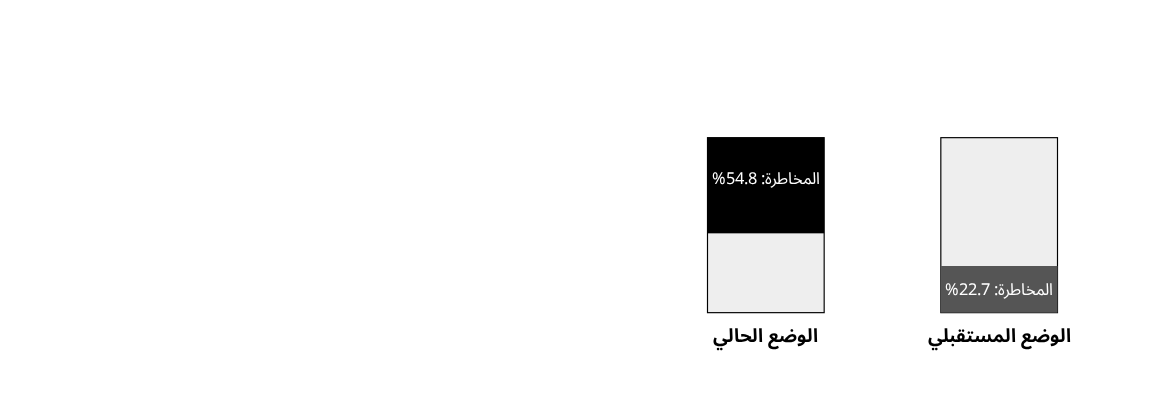 المخاطرة: 54.8%
المخاطرة: 22.7%
الوضع المستقبلي
الوضع الحالي